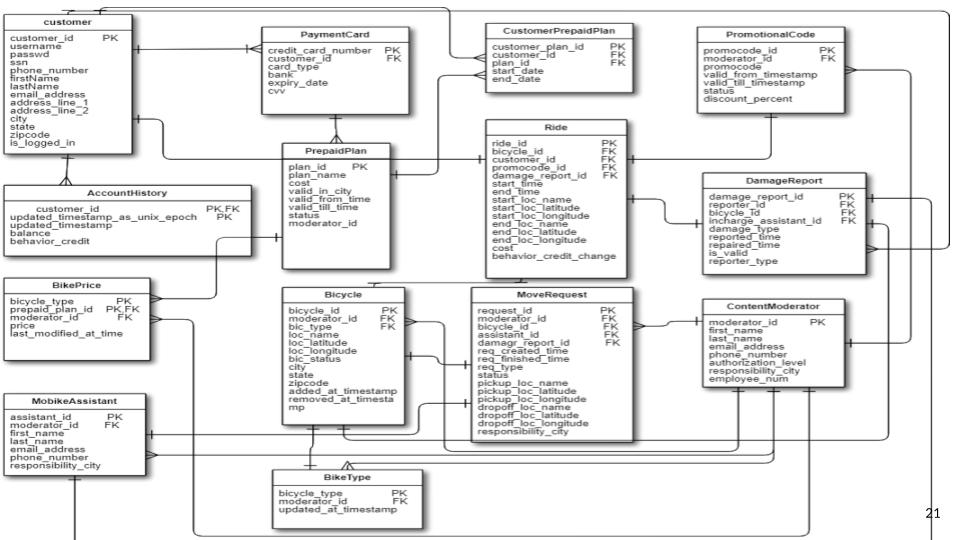 customer
customer_id PK
username
passwd
ssn
phone_number
firstName
lastName
email_address
address_line_1
address_line_2
city
state
zipcode
is_logged_in
PaymentCard
credit_card_number PK
customer_id FK
card_type
bank
expiry_date
cvv
CustomerPrepaidPlan
customer_plan_id PK
customer_id FK
plan_id FK
start_date
end_date
PromotionalCode
promocode_id PK
moderator_id FK
promocode
valid_from_timestamp
valid_till_timestamp
status
discount_percent
PrepaidPlan
plan_id PK
plan_name
cost
valid_in_city
valid_from_time
valid_till_time
status
moderator_id
Ride
ride_id PK
bicycle_id FK
customer_id FK
promocode_id FK
damage_report_id FK
start_time
end_time
start_loc_name
start_loc_latitude
start_loc_longitude
end_loc_name
end_loc_latitude
end_loc_longitude
cost
behavior_credit_change
DamageReport
damage_report_id PK
reporter_id FK
bicycle_id FK
incharge_assistant_id FK
damage_type
reported_time
repaired_time
is_valid
reporter_type
AccountHistory
customer_id PK,FK
updated_timestamp_as_unix_epoch PK
updated_timestamp
balance
behavior_credit
BikePrice
bicycle_type PK
prepaid_plan_id PK,FK
moderator_id FK
price
last_modified_at_time
Bicycle
bicycle_id PK
moderator_id FK
bic_type FK
loc_name
loc_latitude
loc_longitude
bic_status
city
state
zipcode
added_at_timestamp
removed_at_timesta
mp
MoveRequest
request_id PK
moderator_id FK
bicycle_id FK
assistant_id FK
damagr_report_id FK
req_created_time
req_finished_time
req_type
status
pickup_loc_name
pickup_loc_latitude
pickup_loc_longitude
dropoff_loc_name
dropoff_loc_latitude
dropoff_loc_longitude
responsibility_city
ContentModerator
moderator_id PK
first_name
last_name
email_address
phone_number
authorization_level
responsibility_city
employee_num
MobikeAssistant
assistant_id PK
moderator_id FK
first_name
last_name
email_address
phone_number
responsibility_city
BikeType
bicycle_type PK
moderator_id FK
updated_at_timestamp
21